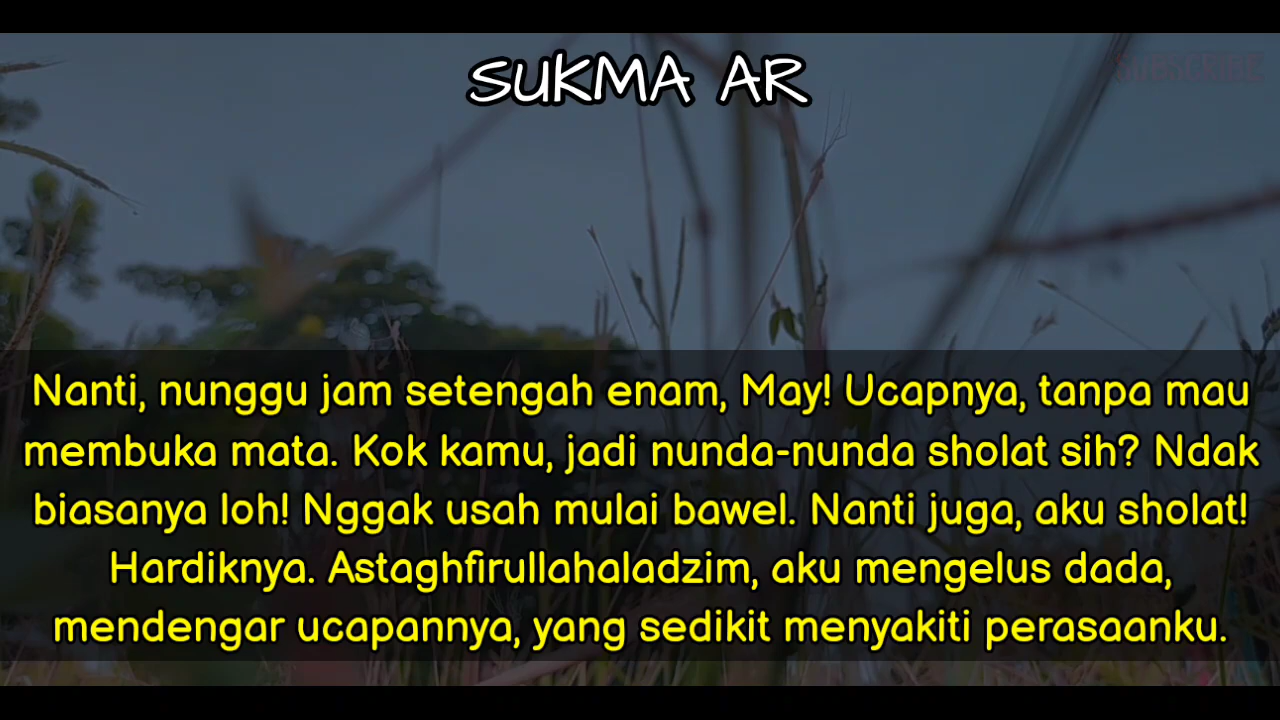 SUKMA AR
SUBSCRIBE
Nanti, nunggu jam setengah enam, May! Ucapnya, tanpa mau
membuka mata. Kok kamu, jadi nunda-nunda sholat sih? Ndak
biasanya loh! Nggak usah mulai bawel. Nanti juga, aku sholat!
Hardiknya. Astaghfirullahaladzim, aku mengelus dada,
mendengar ucapannya, yang sedikit menyakiti perasaanku.